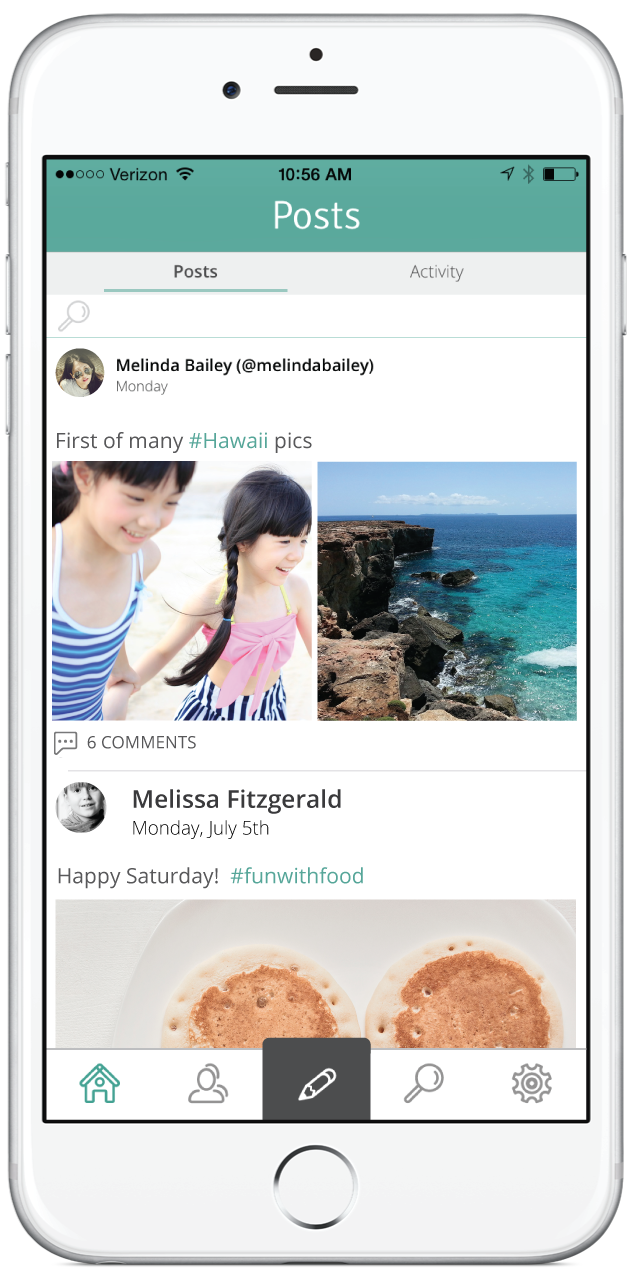 Verizon 10:56 AM
Posts
Posts Activity
Melinda Bailey (@melindabailey)
Monday
First of many #Hawaii pics
6 COMMENTS
Melissa Fitzgerald
Monday, July 5th
Happy Saturday! #funwithfood